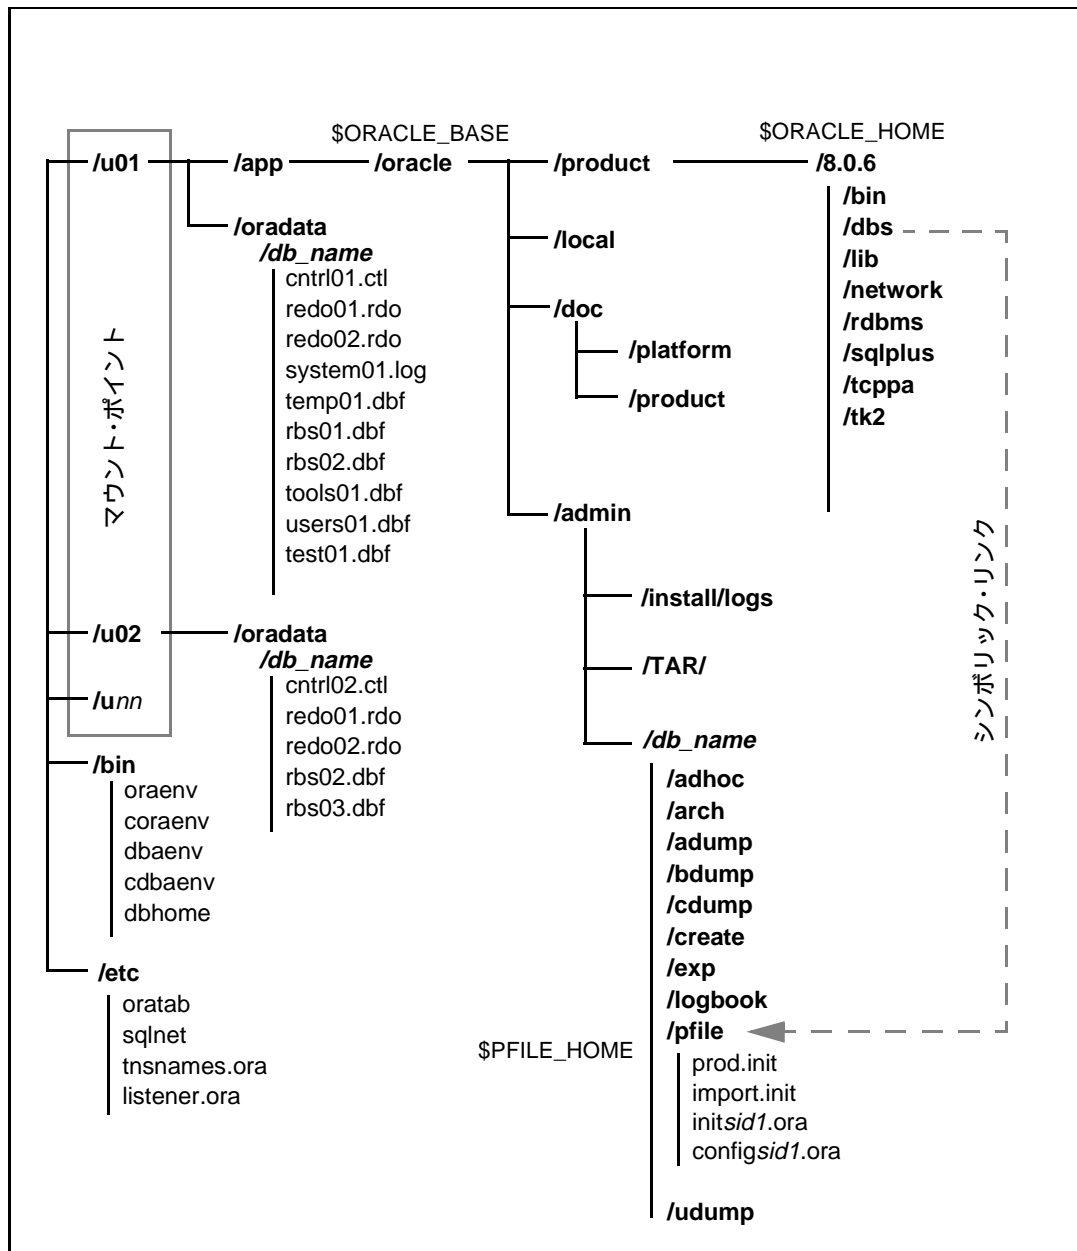 $ORACLE_BASE
$ORACLE_HOME
/u01
/app
/oracle
/product
/8.0.6
/bin
/dbs
/lib
/network
/rdbms
/sqlplus
/tcppa
/tk2
/local
/doc
/platform
/product
/oradata
/db_name
cntrl01.ctl
redo01.rdo
redo02.rdo
system01.log
temp01.dbf
rbs01.dbf
rbs02.dbf
tools01.dbf
users01.dbf
test01.dbf
マウント・ポイント
/admin
/install/logs
/TAR/
/db_name
/adhoc
/arch
/adump
/bdump
/cdump
/create
/exp
/logbook
/pfile
$PFILE_HOME
prod.init
import.init
initsid1.ora
configsid1.ora
/udump
シンボリック・リンク
/u02
/oradata
/db_name
cntrl02.ctl
redo01.rdo
redo02.rdo
rbs02.dbf
rbs03.dbf
/unn
/bin
oraenv
coraenv
dbaenv
cdbaenv
dbhome
/etc
oratab
sqlnet
tnsnames.ora
listener.ora